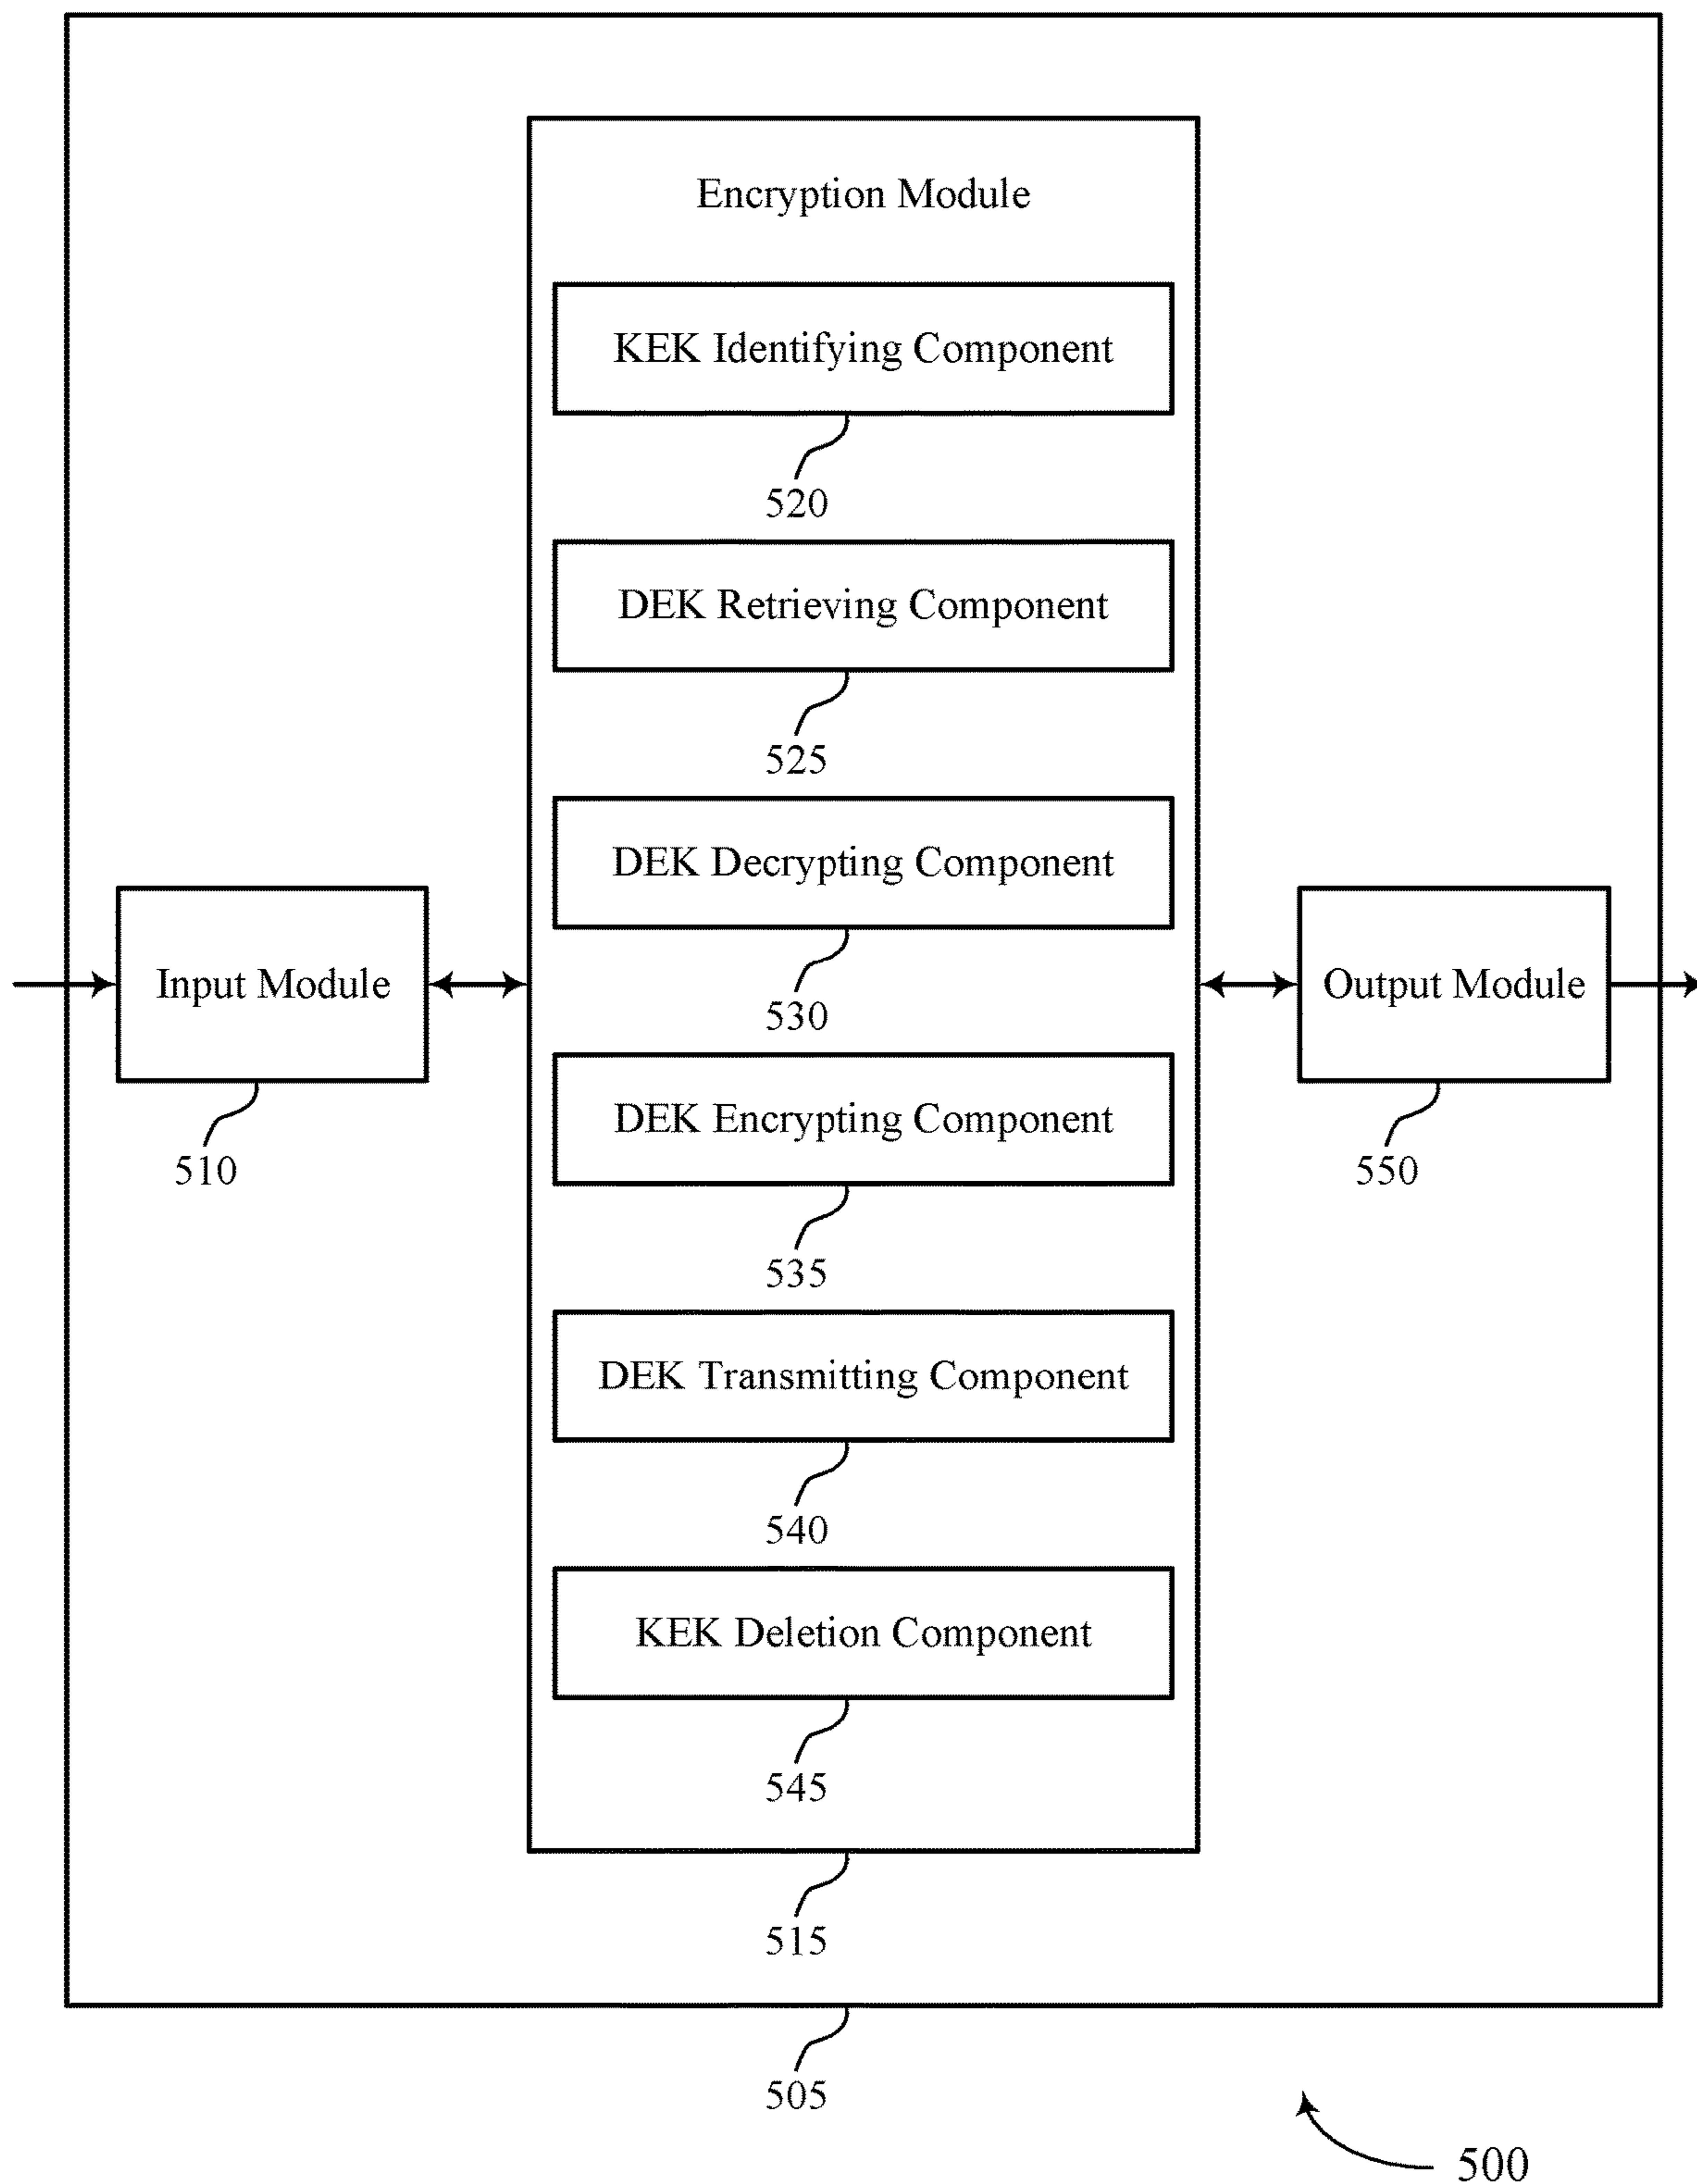 Encryption Module
KEK Identifying Component
520
DEK Retrieving Component
525
DEK Decrypting Component
530
Input Module
510
Output Module
550
DEK Encrypting Component
535
DEK Transmitting Component
540
KEK Deletion Component
545
515
505
500